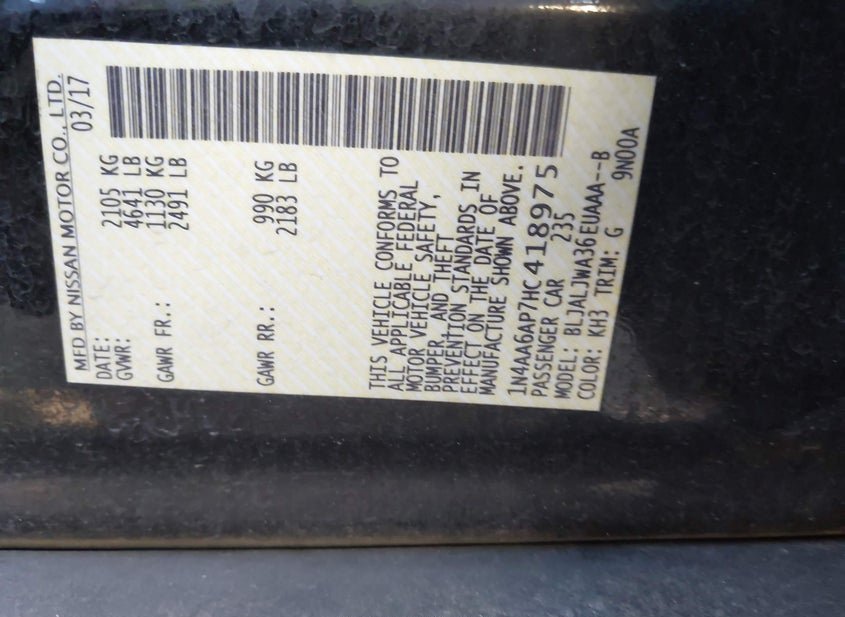 MFD BY NISSAN MOTOR CO., LTD.
DATE: 03/17
GVWR: 2105 KG
4641 LB
GAWR FR.: 1130 KG
2491 LB
GAWR RR.: 990 KG
2183 LB
THIS VEHICLE CONFORMS TO
ALL APPLICABLE FEDERAL
MOTOR VEHICLE SAFETY,
BUMPER, AND THEFT
PREVENTION STANDARDS IN
EFFECT ON THE DATE OF
MANUFACTURE SHOWN ABOVE.
1N4AA6AP7HC418975
PASSENGER CAR 235
MODEL: BLJALJWA36EUAAA--B
COLOR: KH3 TRIM: G 9N00A